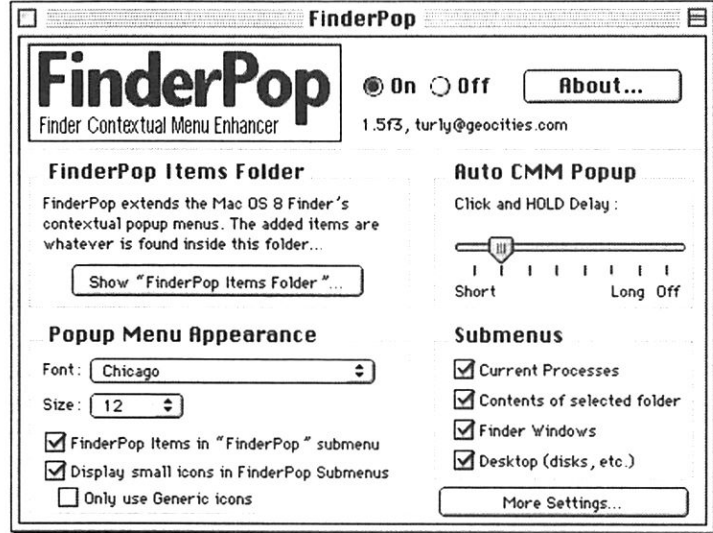 FinderPop
FinderPop
Finder Contextual Menu Enhancer
On Off About...
1.5f3, turly@geocities.com
FinderPop Items Folder
FinderPop extends the Mac OS 8 Finder's
contextual popup menus. The added items are
whatever is found inside this folder...
Show "FinderPop Items Folder"...
Auto CMM Popup
Click and HOLD Delay :
Short Long Off
Popup Menu Appearance
Font: Chicago
Size: 12
FinderPop Items in "FinderPop" submenu
Display small icons in FinderPop Submenus
Only use Generic icons
Submenus
Current Processes
Contents of selected folder
Finder Windows
Desktop (disks, etc.)
More Settings...